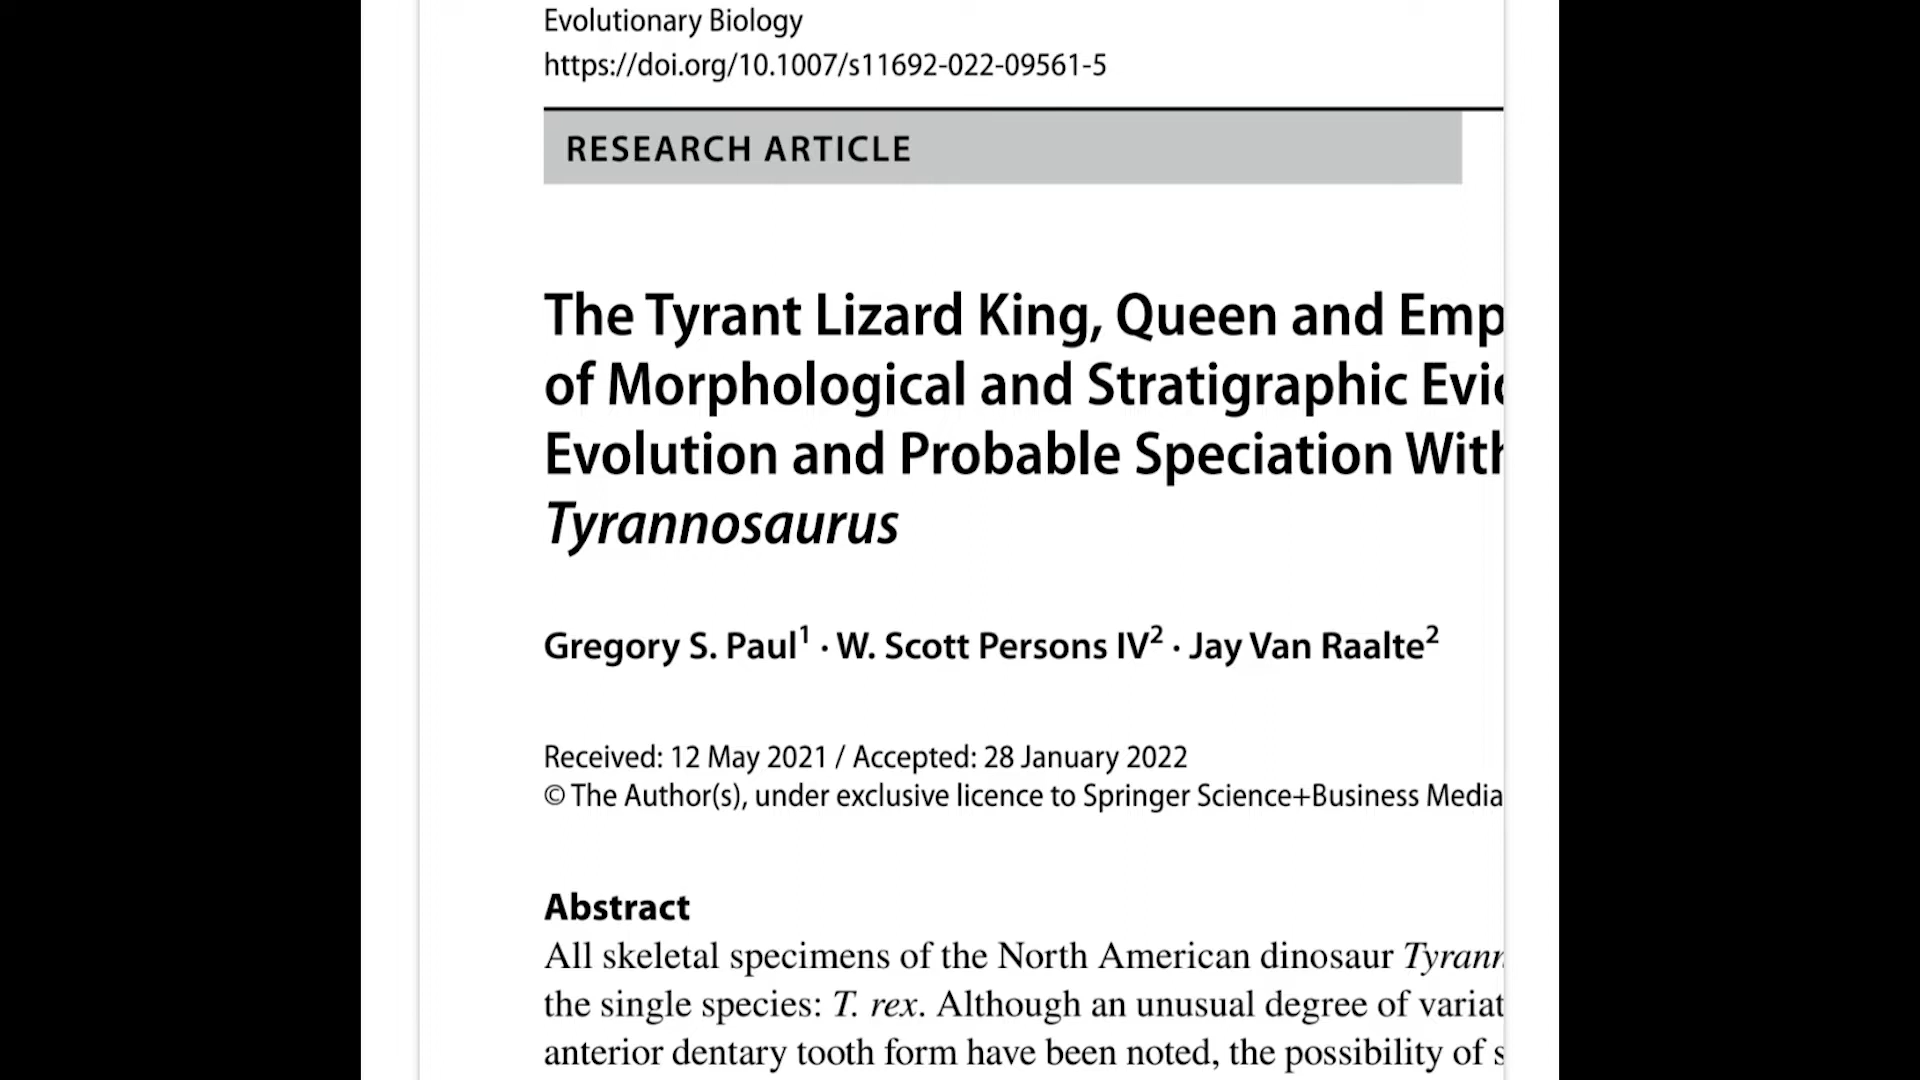 Evolutionary Biology
https://doi.org/10.1007/s11692-022-09561-5
RESEARCH ARTICLE
The Tyrant Lizard King, Queen and Emp
of Morphological and Stratigraphic Evid
Evolution and Probable Speciation With
Tyrannosaurus
Gregory S. Paul1 · W. Scott Persons IV2 · Jay Van Raalte2
Received: 12 May 2021 / Accepted: 28 January 2022
© The Author(s), under exclusive licence to Springer Science+Business Media
Abstract
All skeletal specimens of the North American dinosaur Tyrann
the single species: T. rex. Although an unusual degree of variat
anterior dentary tooth form have been noted, the possibility of s